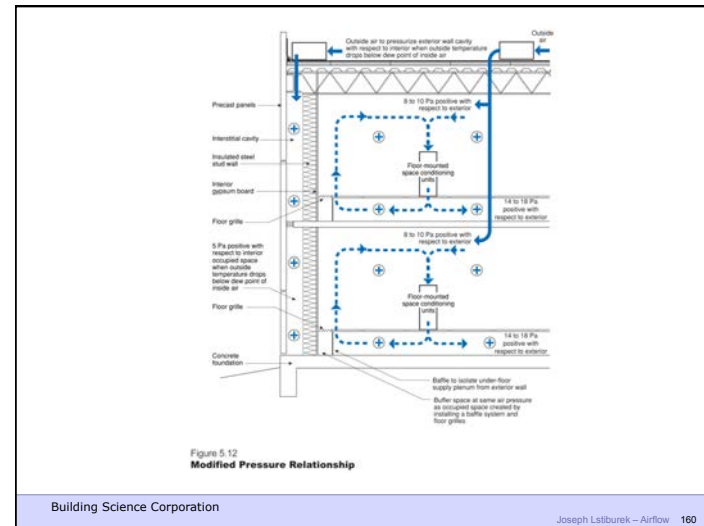 Outside air to pressurize exterior wall cavity
with respect to interior when outside temperature
drops below dew point of inside air
Outside
air
Precast panels
8 to 10 Pa positive with
respect to exterior
Interstitial cavity
Insulated steel
stud wall
Floor-mounted
space conditioning
units
Interior
gypsum board
14 to 18 Pa
positive with
respect to exterior
Floor grille
8 to 10 Pa positive with
respect to exterior
5 Pa positive with
respect to interior
occupied space
when outside
temperature drops
below dew point of
inside air
Floor-mounted
space conditioning
units
Floor grille
14 to 18 Pa
positive with
respect to exterior
Concrete
foundation
Baffle to isolate under-floor
supply plenum from exterior wall
Buffer space at same air pressure
as occupied space created by
installing a baffle system and
floor grilles
Figure 5.12
Modified Pressure Relationship
Building Science Corporation
Joseph Lstiburek – Airflow 160